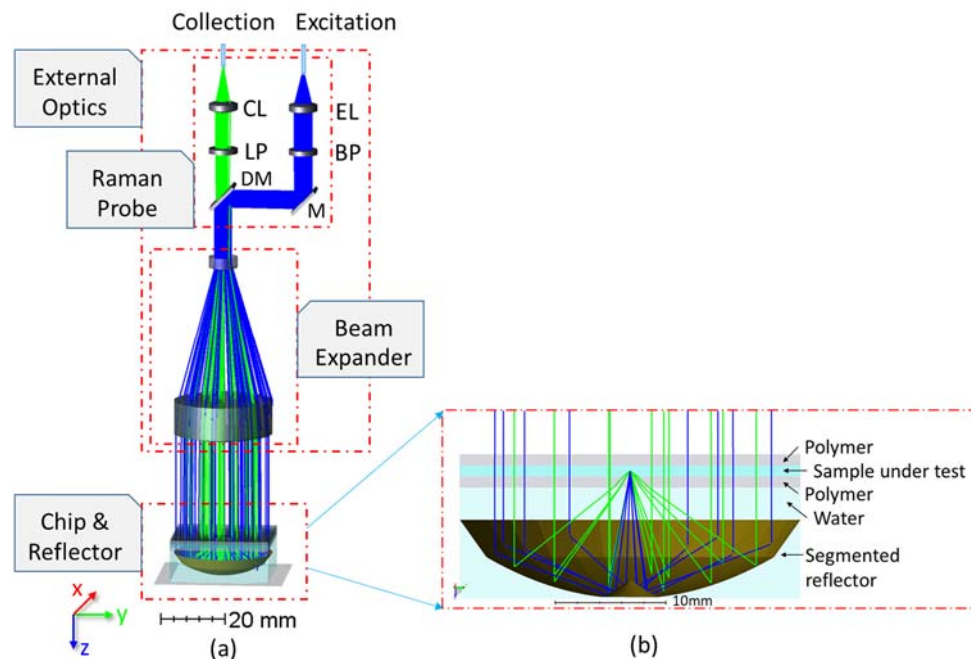 Collection Excitation
External
Optics
CL EL
LP BP
DM
Raman
Probe
M
Beam
Expander
Chip &
Reflector
x
y
z
20 mm
(a)
Polymer
Sample under test
Polymer
Water
Segmented
reflector
10mm
(b)